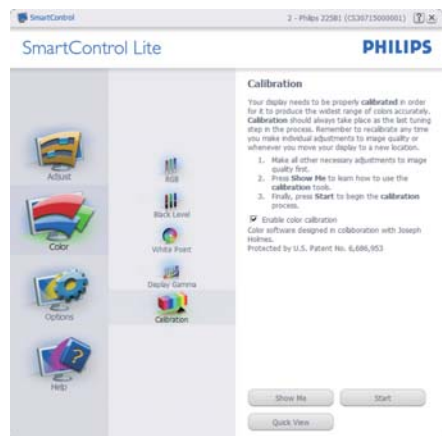 SmartControl
2 - Philips 225B1 (CS30715000001)
SmartControl Lite
PHILIPS
Adjust
Color
Options
Help
RGB
Black Level
White Point
Display Gamma
Calibration
Calibration
Your display needs to be properly calibrated in order
for it to produce the widest range of colors accurately.
Calibration should always take place as the last tuning
step in the process. Remember to recalibrate any time
you make individual adjustments to image quality or
whenever you move your display to a new location.
1. Make all other necessary adjustments to image
quality first.
2. Press Show Me to learn how to use the
calibration tools.
3. Finally, press Start to begin the calibration
process.
Enable color calibration
Color software designed in collaboration with Joseph
Holmes.
Protected by U.S. Patent No. 6,686,953
Show Me
Start
Quick View